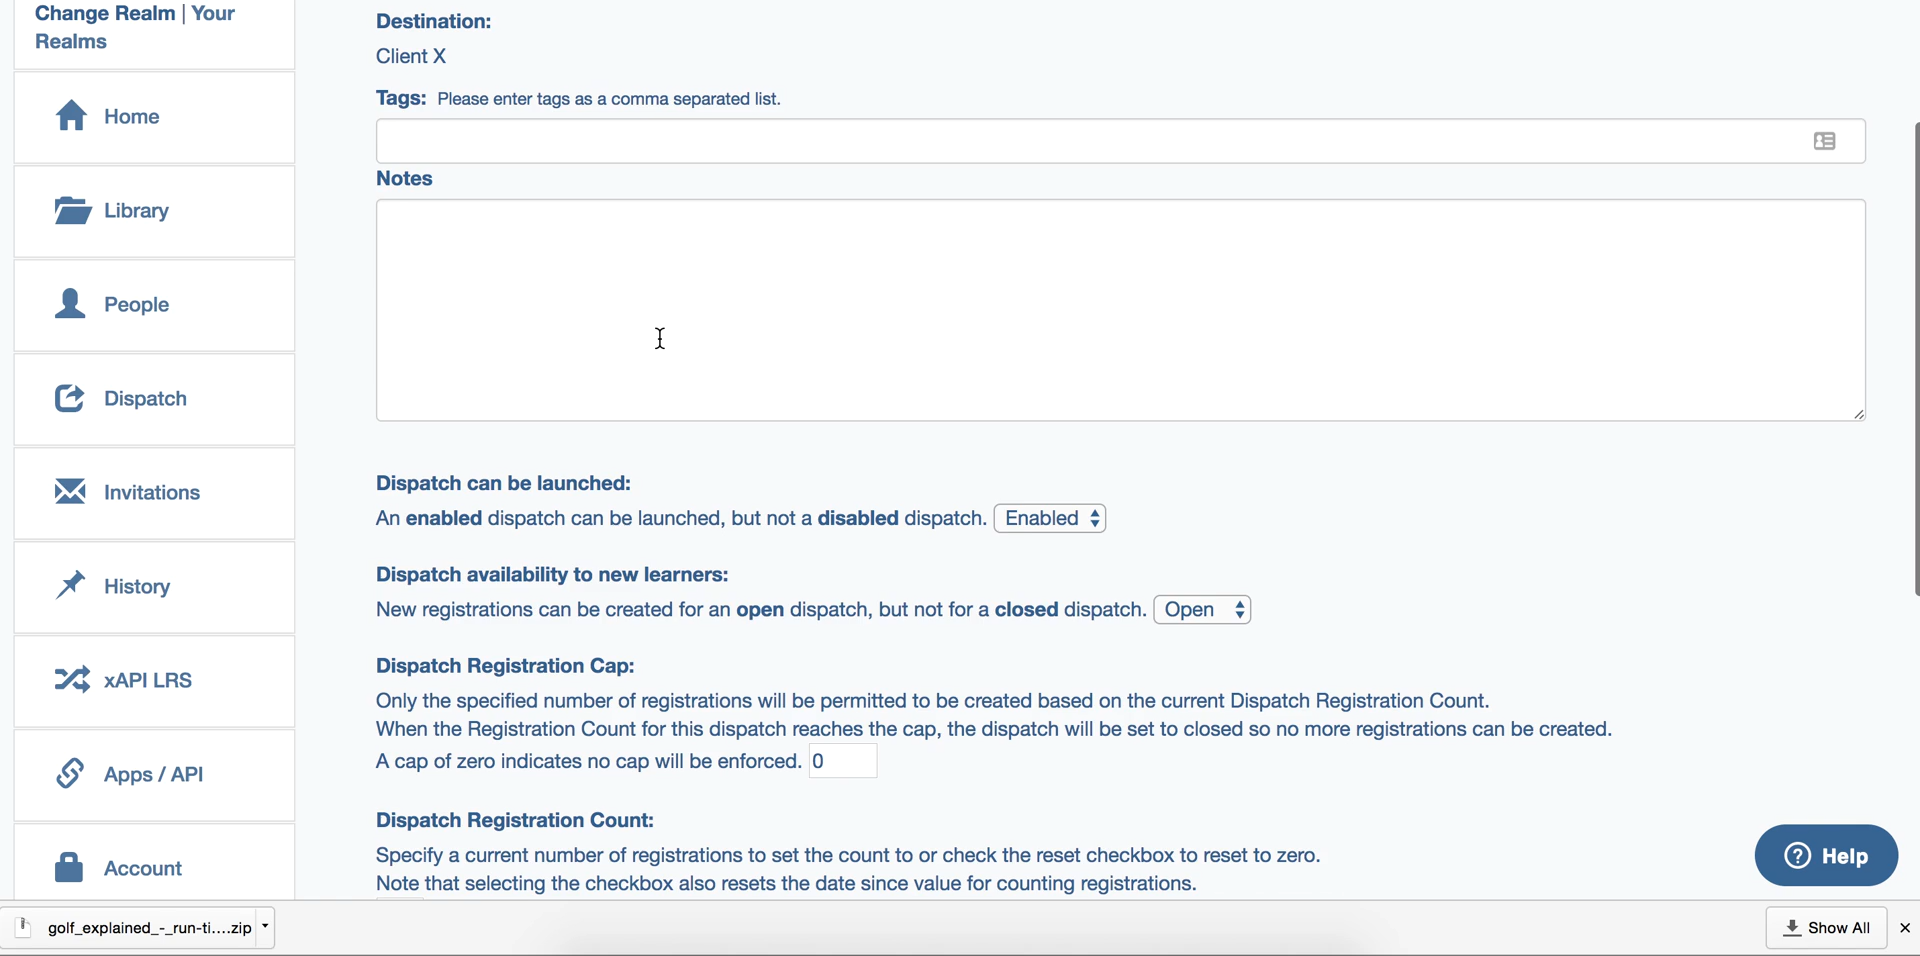 Change Realm | Your
Realms
Home
Library
People
Dispatch
Invitations
History
xAPI LRS
Apps / API
Account
Destination:
Client X
Tags: Please enter tags as a comma separated list.
Notes
Dispatch can be launched:
An enabled dispatch can be launched, but not a disabled dispatch. Enabled
Dispatch availability to new learners:
New registrations can be created for an open dispatch, but not for a closed dispatch. Open
Dispatch Registration Cap:
Only the specified number of registrations will be permitted to be created based on the current Dispatch Registration Count.
When the Registration Count for this dispatch reaches the cap, the dispatch will be set to closed so no more registrations can be created.
A cap of zero indicates no cap will be enforced. 0
Dispatch Registration Count:
Specify a current number of registrations to set the count to or check the reset checkbox to reset to zero.
Note that selecting the checkbox also resets the date since value for counting registrations.
Help
golf_explained_-_run-ti....zip
Show All